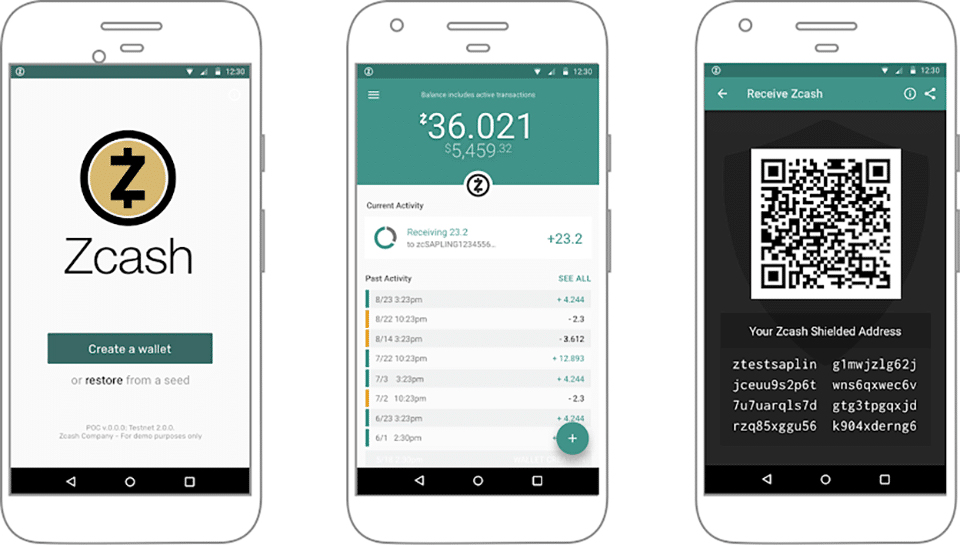 12:30
Zcash
Create a wallet
or restore from a seed
POC v.0.0.0; Testnet 2.0.0.
Zcash Company - For demo purposes only
12:30
Balance includes active transactions
36.021
$5,459.32
Current Activity
Receiving 23.2
to zcSAPLING1234556...
+23.2
Past Activity SEE ALL
8/23 3:23pm + 4.244
8/22 10:23pm - 2.3
8/14 3:23pm - 3.612
7/22 10:23pm + 12.893
7/3 3:23pm + 4.244
7/2 10:23pm - 2.3
6/23 3:23pm + 4.244
6/1 2:30pm
+
12:30
Receive Zcash
Your Zcash Shielded Address
ztestsaplin g1mwjzlg62j
jceuu9s2p6t wns6qxwec6v
7u7uarqls7d gtg3tpgqxjd
rzq85xggu56 k904xderng6